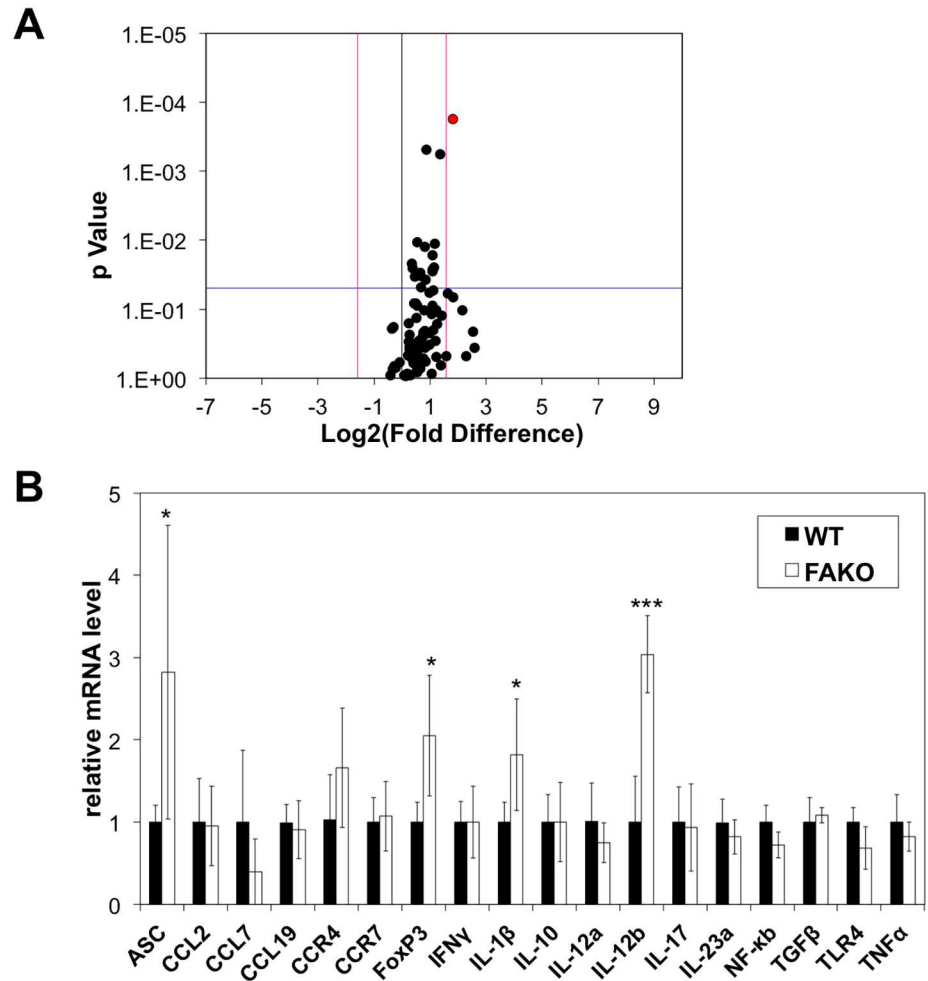 A
1.E-05
1.E-04
1.E-03
1.E-02
1.E-01
1.E+00
p Value
-7 -5 -3 -1 1 3 5 7 9
Log2(Fold Difference)
B
5
4
3
2
1
0
relative mRNA level
* * * ***
WT
FAKO
ASC CCL2 CCL7 CCL19 CCR4 CCR7 FoxP3 IFNγ IL-1β IL-10 IL-12a IL-12b IL-17 IL-23a NF-κb TGFβ TLR4 TNFα